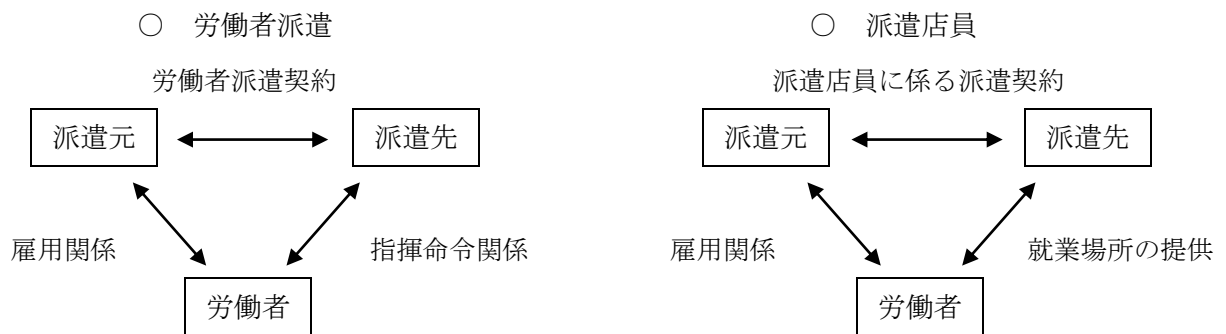 ○ 労働者派遣
労働者派遣契約
派遣元
派遣先
雇用関係
指揮命令関係
労働者
○ 派遣店員
派遣店員に係る派遣契約
派遣元
派遣先
雇用関係
就業場所の提供
労働者